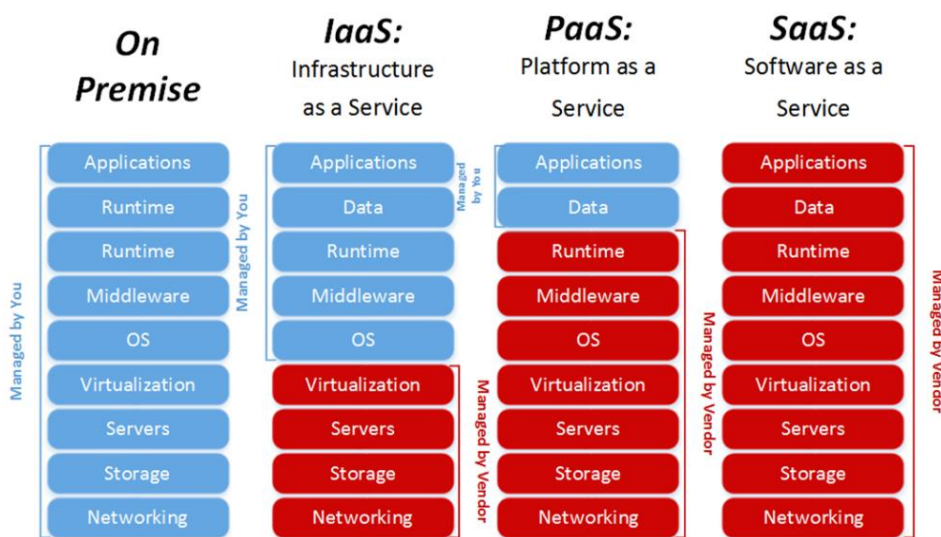 On
Premise
Applications
Runtime
Runtime
Middleware
OS
Virtualization
Servers
Storage
Networking
Managed by You
IaaS:
Infrastructure
as a Service
Applications
Data
Runtime
Middleware
OS
Virtualization
Servers
Storage
Networking
Managed by You
Managed by Vendor
PaaS:
Platform as a
Service
Applications
Data
Runtime
Middleware
OS
Virtualization
Servers
Storage
Networking
Managed
by You
Managed by Vendor
SaaS:
Software as a
Service
Applications
Data
Runtime
Middleware
OS
Virtualization
Servers
Storage
Networking
Managed by Vendor